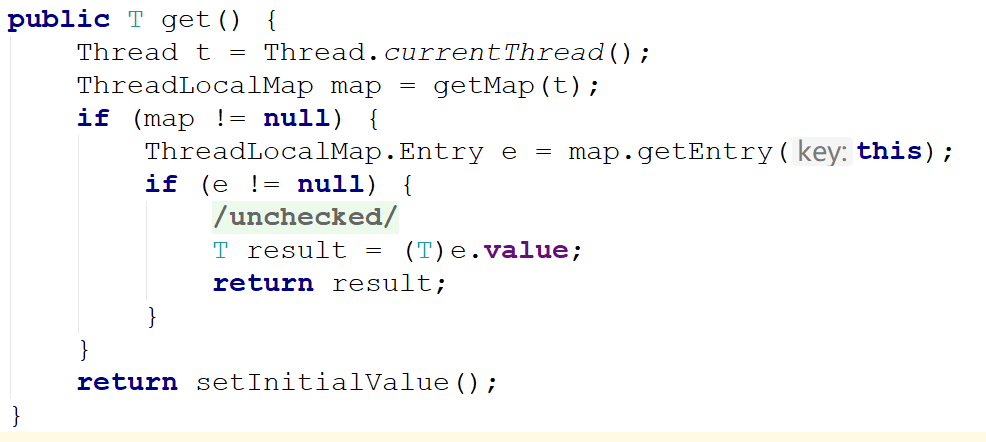 public T get() {
    Thread t = Thread.currentThread();
    ThreadLocalMap map = getMap(t);
    if (map != null) {
        ThreadLocalMap.Entry e = map.getEntry( key: this);
        if (e != null) {
            /unchecked/
            T result = (T)e.value;
            return result;
        }
    }
    return setInitialValue();
}